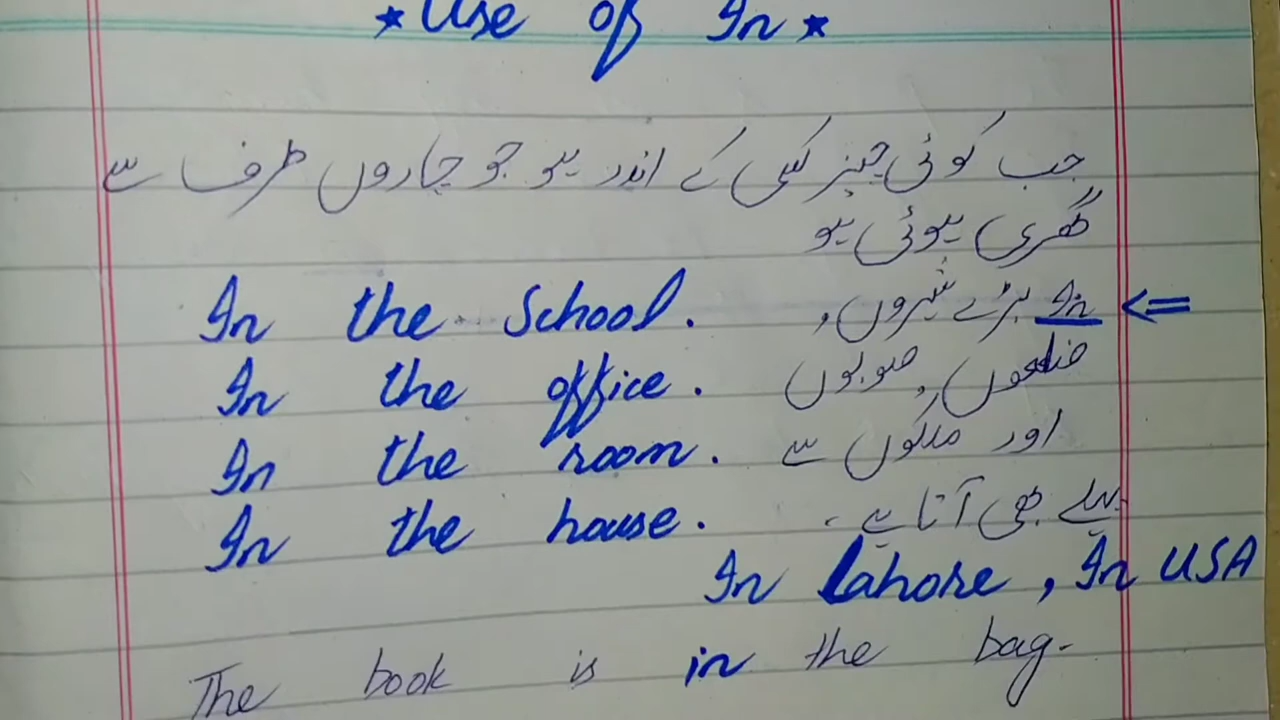 ★ Use of In ★
جب کوئی چیز کسی کے اندر ہو جو چاروں طرف سے
گھری ہوئی ہو
In the School.
In بڑے شہروں, ⇐
In the office.
ضلعوں, صوبوں
In the room.
اور ملکوں سے
In the house.
پہلے بھی آتا ہے۔
In Lahore, In USA
The book is in the bag.